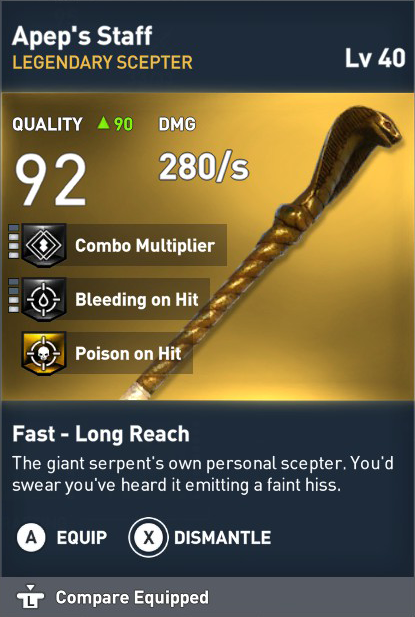 Apep's Staff
LEGENDARY SCEPTER
Lv 40
QUALITY ▲ 90 DMG
92 280/s
Combo Multiplier
Bleeding on Hit
Poison on Hit
Fast - Long Reach
The giant serpent's own personal scepter. You'd
swear you've heard it emitting a faint hiss.
A EQUIP X DISMANTLE
L Compare Equipped